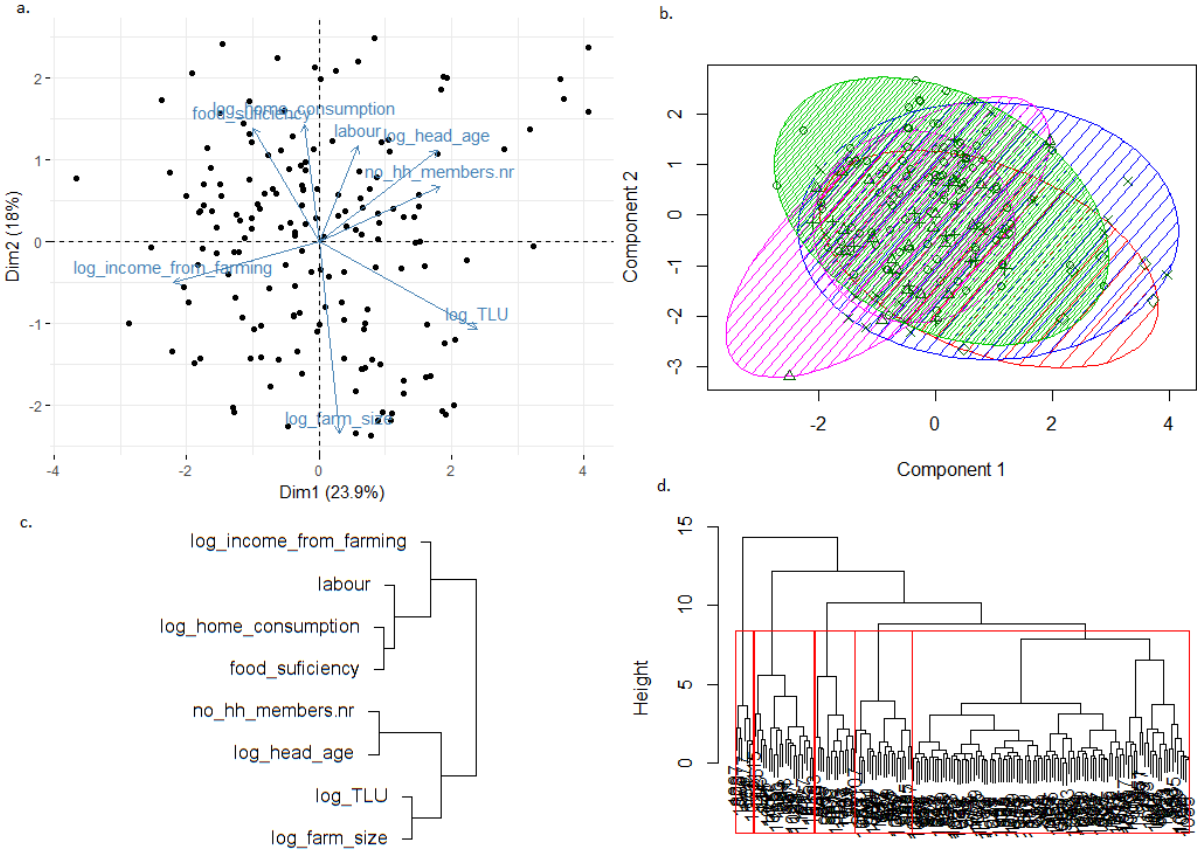 a.
2
1
0
-1
-2
Dim2 (18%)
log_home_consumption
food_suficiency
labour
log_head_age
no_hh_members.nr
log_income_from_farming
log_TLU
log_farm_size
-4 -2 0 2 4
Dim1 (23.9%)
b.
2
1
0
-1
-2
-3
Component 2
-2 0 2 4
Component 1
c.
log_income_from_farming
labour
log_home_consumption
food_suficiency
no_hh_members.nr
log_head_age
log_TLU
log_farm_size
d.
15
10
5
0
Height